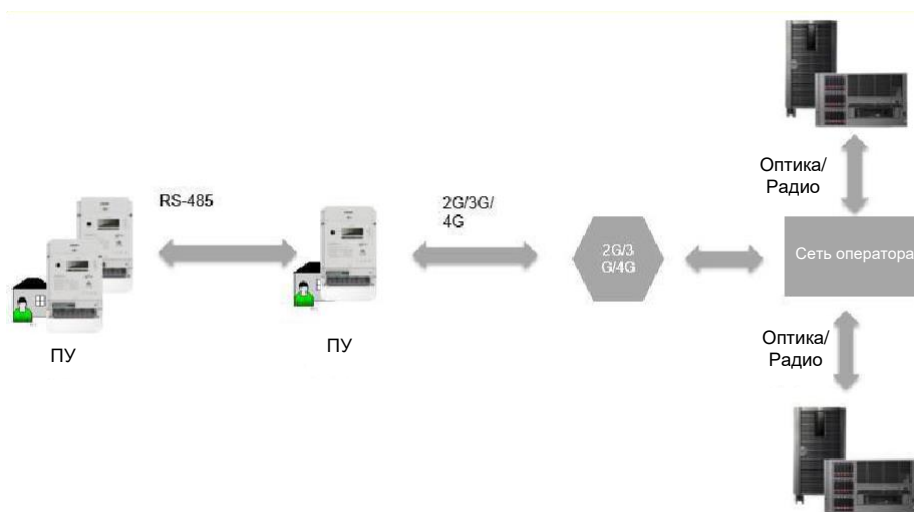 Оптика/
Радио
RS-485
2G/3G/
4G
2G/3
G/4G
Сеть оператора
ПУ
ПУ
Оптика/
Радио